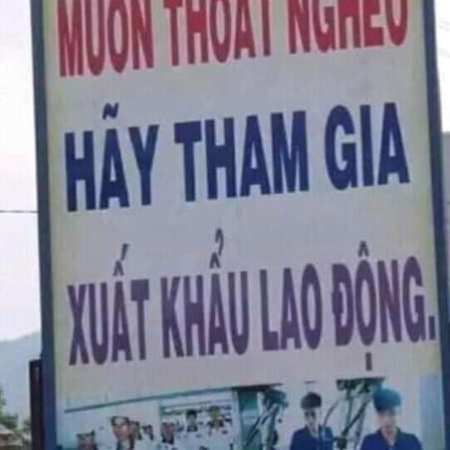 MUỐN THOÁT NGHÈO
HÃY THAM GIA
XUẤT KHẨU LAO ĐỘNG.